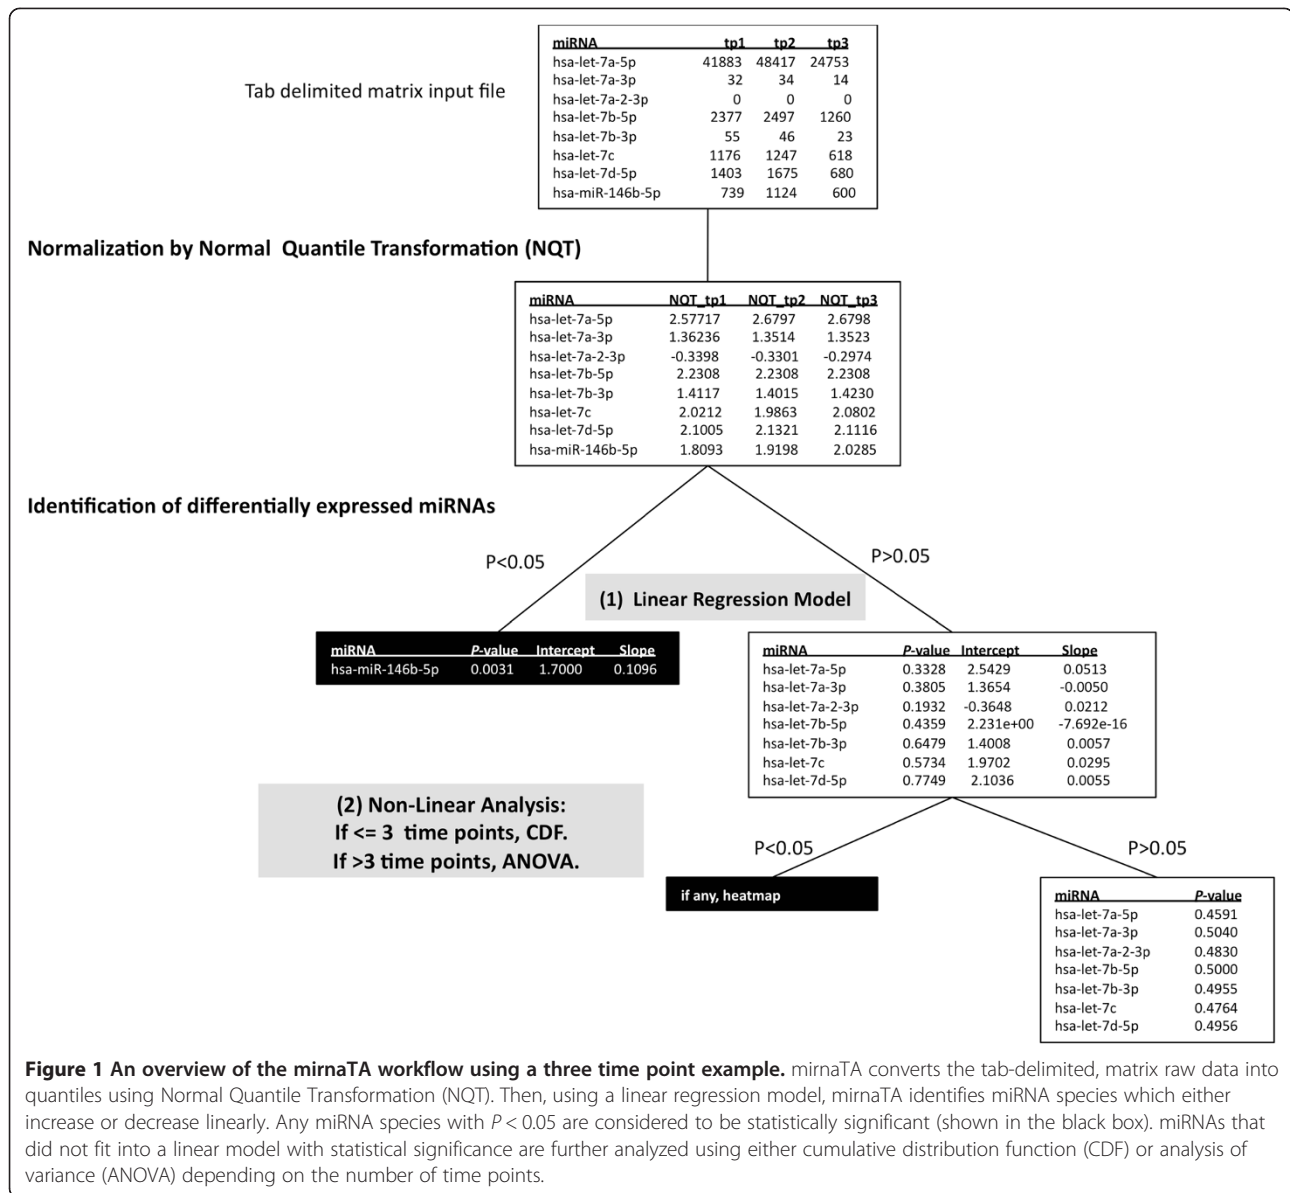 miRNA tp1 tp2 tp3
hsa-let-7a-5p 41883 48417 24753
hsa-let-7a-3p 32 34 14
hsa-let-7a-2-3p 0 0 0
hsa-let-7b-5p 2377 2497 1260
hsa-let-7b-3p 55 46 23
hsa-let-7c 1176 1247 618
hsa-let-7d-5p 1403 1675 680
hsa-miR-146b-5p 739 1124 600
Tab delimited matrix input file
Normalization by Normal Quantile Transformation (NQT)
miRNA NQT_tp1 NQT_tp2 NQT_tp3
hsa-let-7a-5p 2.57717 2.6797 2.6798
hsa-let-7a-3p 1.36236 1.3514 1.3523
hsa-let-7a-2-3p -0.3398 -0.3301 -0.2974
hsa-let-7b-5p 2.2308 2.2308 2.2308
hsa-let-7b-3p 1.4117 1.4015 1.4230
hsa-let-7c 2.0212 1.9863 2.0802
hsa-let-7d-5p 2.1005 2.1321 2.1116
hsa-miR-146b-5p 1.8093 1.9198 2.0285
Identification of differentially expressed miRNAs
P<0.05
P>0.05
(1) Linear Regression Model
miRNA P-value Intercept Slope
hsa-miR-146b-5p 0.0031 1.7000 0.1096
miRNA P-value Intercept Slope
hsa-let-7a-5p 0.3328 2.5429 0.0513
hsa-let-7a-3p 0.3805 1.3654 -0.0050
hsa-let-7a-2-3p 0.1932 -0.3648 0.0212
hsa-let-7b-5p 0.4359 2.231e+00 -7.692e-16
hsa-let-7b-3p 0.6479 1.4008 0.0057
hsa-let-7c 0.5734 1.9702 0.0295
hsa-let-7d-5p 0.7749 2.1036 0.0055
(2) Non-Linear Analysis:
If <= 3 time points, CDF.
If >3 time points, ANOVA.
P<0.05
P>0.05
if any, heatmap
miRNA P-value
hsa-let-7a-5p 0.4591
hsa-let-7a-3p 0.5040
hsa-let-7a-2-3p 0.4830
hsa-let-7b-5p 0.5000
hsa-let-7b-3p 0.4955
hsa-let-7c 0.4764
hsa-let-7d-5p 0.4956
Figure 1 An overview of the mirnaTA workflow using a three time point example. mirnaTA converts the tab-delimited, matrix raw data into
quantiles using Normal Quantile Transformation (NQT). Then, using a linear regression model, mirnaTA identifies miRNA species which either
increase or decrease linearly. Any miRNA species with P < 0.05 are considered to be statistically significant (shown in the black box). miRNAs that
did not fit into a linear model with statistical significance are further analyzed using either cumulative distribution function (CDF) or analysis of
variance (ANOVA) depending on the number of time points.